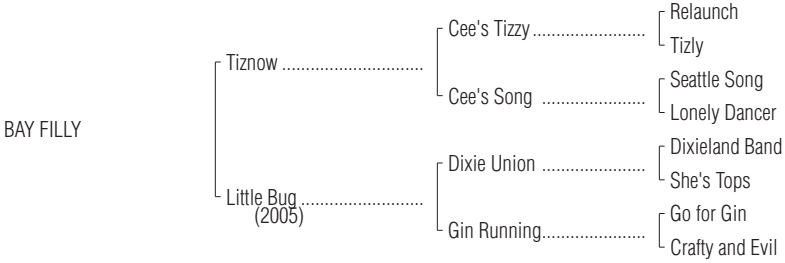 Relaunch
Cee's Tizzy ..............................
Tizly
Tiznow ......................................
Seattle Song
Cee's Song ............................
Lonely Dancer
BAY FILLY
Dixieland Band
Dixie Union ............................
She's Tops
Little Bug .................................
(2005)
Go for Gin
Gin Running............................
Crafty and Evil